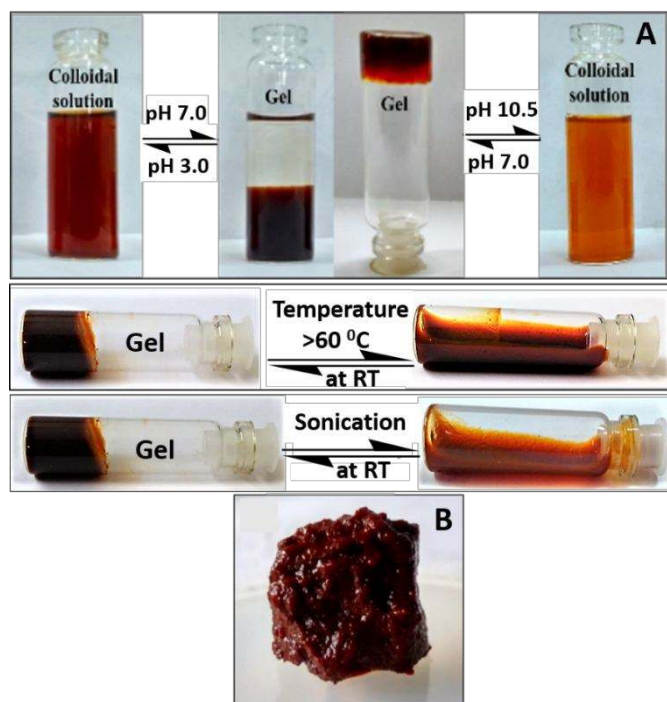 A
Colloidal
solution
pH 7.0
pH 3.0
Gel
Gel
pH 10.5
pH 7.0
Colloidal
solution
Gel
Temperature
>60 ⁰C
at RT
Gel
Sonication
at RT
B